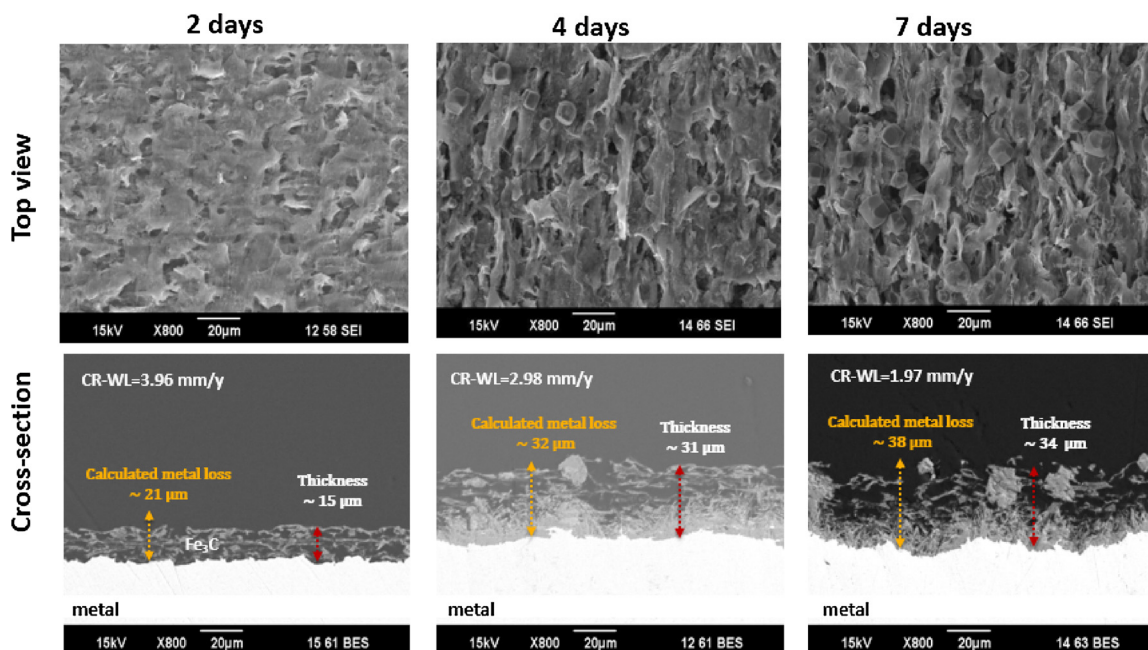 2 days
4 days
7 days
Top view
15kV X800 20µm 12 58 SEI
15kV X800 20µm 14 66 SEI
15kV X800 20µm 14 66 SEI
Cross-section
CR-WL=3.96 mm/y
Calculated metal loss
~ 21 µm
Thickness
~ 15 µm
Fe₃C
metal
15kV X800 20µm 15 61 BES
CR-WL=2.98 mm/y
Calculated metal loss
~ 32 µm
Thickness
~ 31 µm
metal
15kV X800 20µm 12 61 BES
CR-WL=1.97 mm/y
Calculated metal loss
~ 38 µm
Thickness
~ 34 µm
metal
15kV X800 20µm 14 63 BES